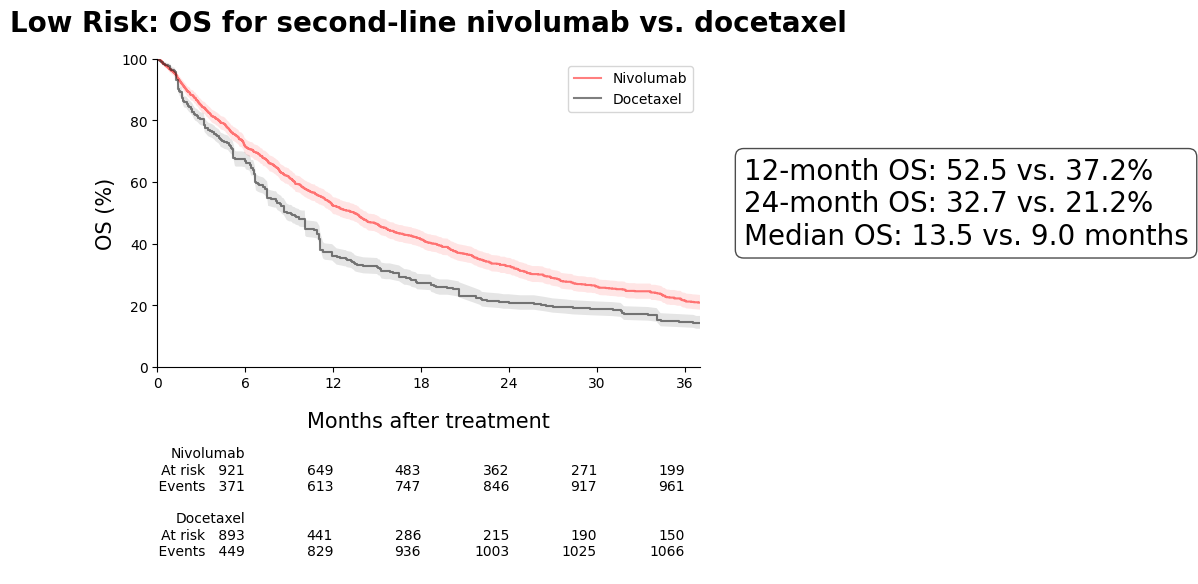 Low Risk: OS for second-line nivolumab vs. docetaxel
100
80
60
40
20
0
OS (%)
Nivolumab
Docetaxel
0 6 12 18 24 30 36
Months after treatment
12-month OS: 52.5 vs. 37.2%
24-month OS: 32.7 vs. 21.2%
Median OS: 13.5 vs. 9.0 months
Nivolumab
At risk 921 649 483 362 271 199
Events 371 613 747 846 917 961
Docetaxel
At risk 893 441 286 215 190 150
Events 449 829 936 1003 1025 1066